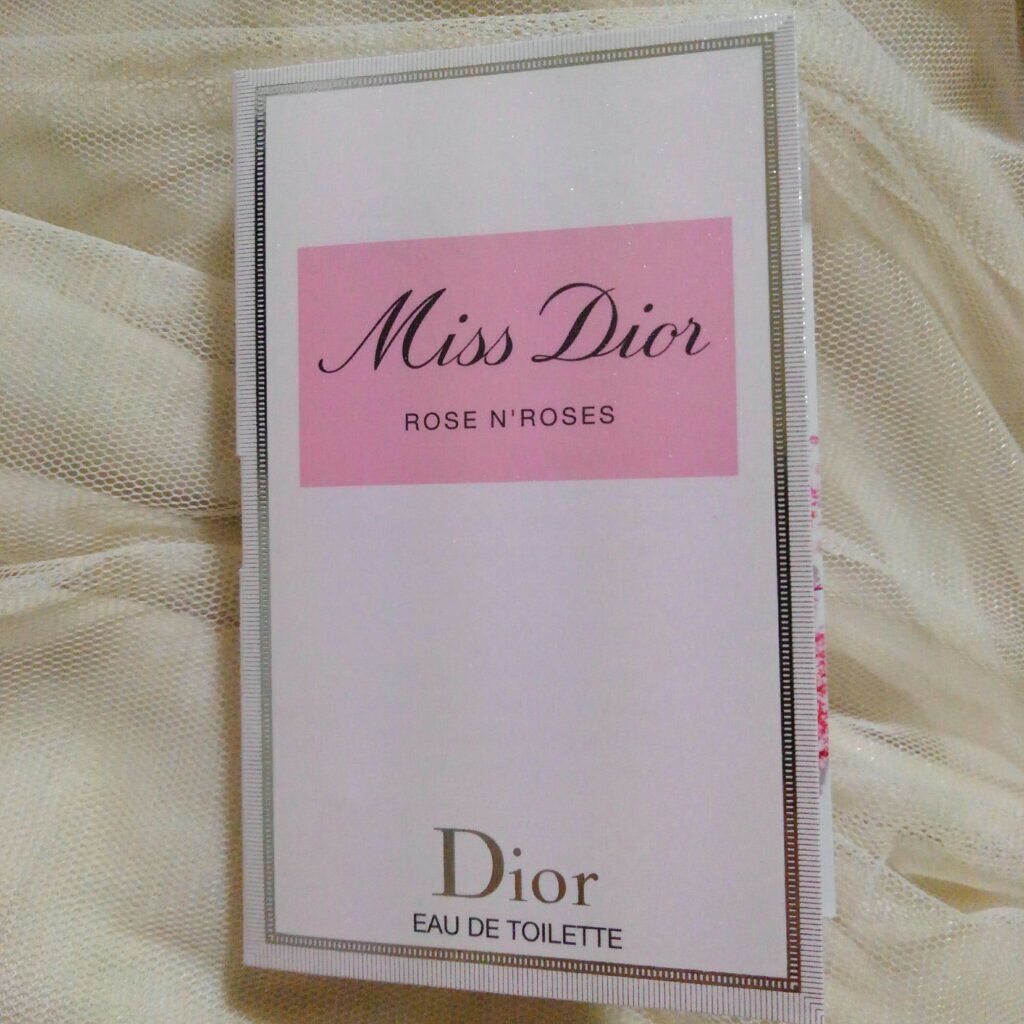 Miss Dior
ROSE N'ROSES
Dior
EAU DE TOILETTE